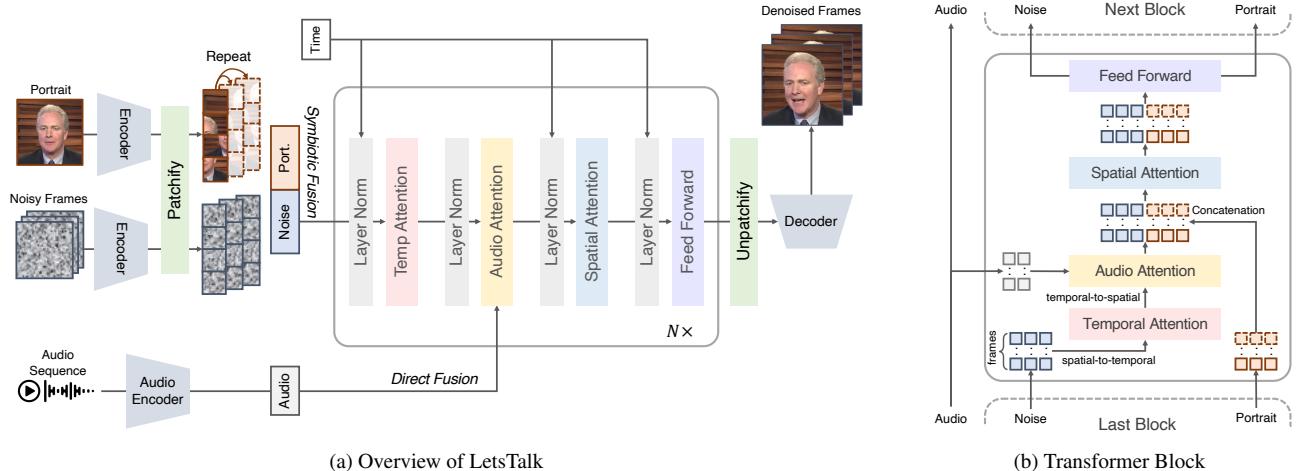 Portrait
Encoder
Noisy Frames
Encoder
Patchify
Repeat
Symbiotic Fusion
Port.
Noise
Time
Layer Norm
Temp Attention
Layer Norm
Audio Attention
Layer Norm
Spatial Attention
Layer Norm
Feed Forward
N×
Unpatchify
Decoder
Denoised Frames
Audio
Sequence
Audio
Encoder
Audio
Direct Fusion
(a) Overview of LetsTalk
Audio
Noise
Next Block
Portrait
Feed Forward
Spatial Attention
Concatenation
Audio Attention
temporal-to-spatial
Temporal Attention
frames
spatial-to-temporal
Audio
Noise
Last Block
Portrait
(b) Transformer Block